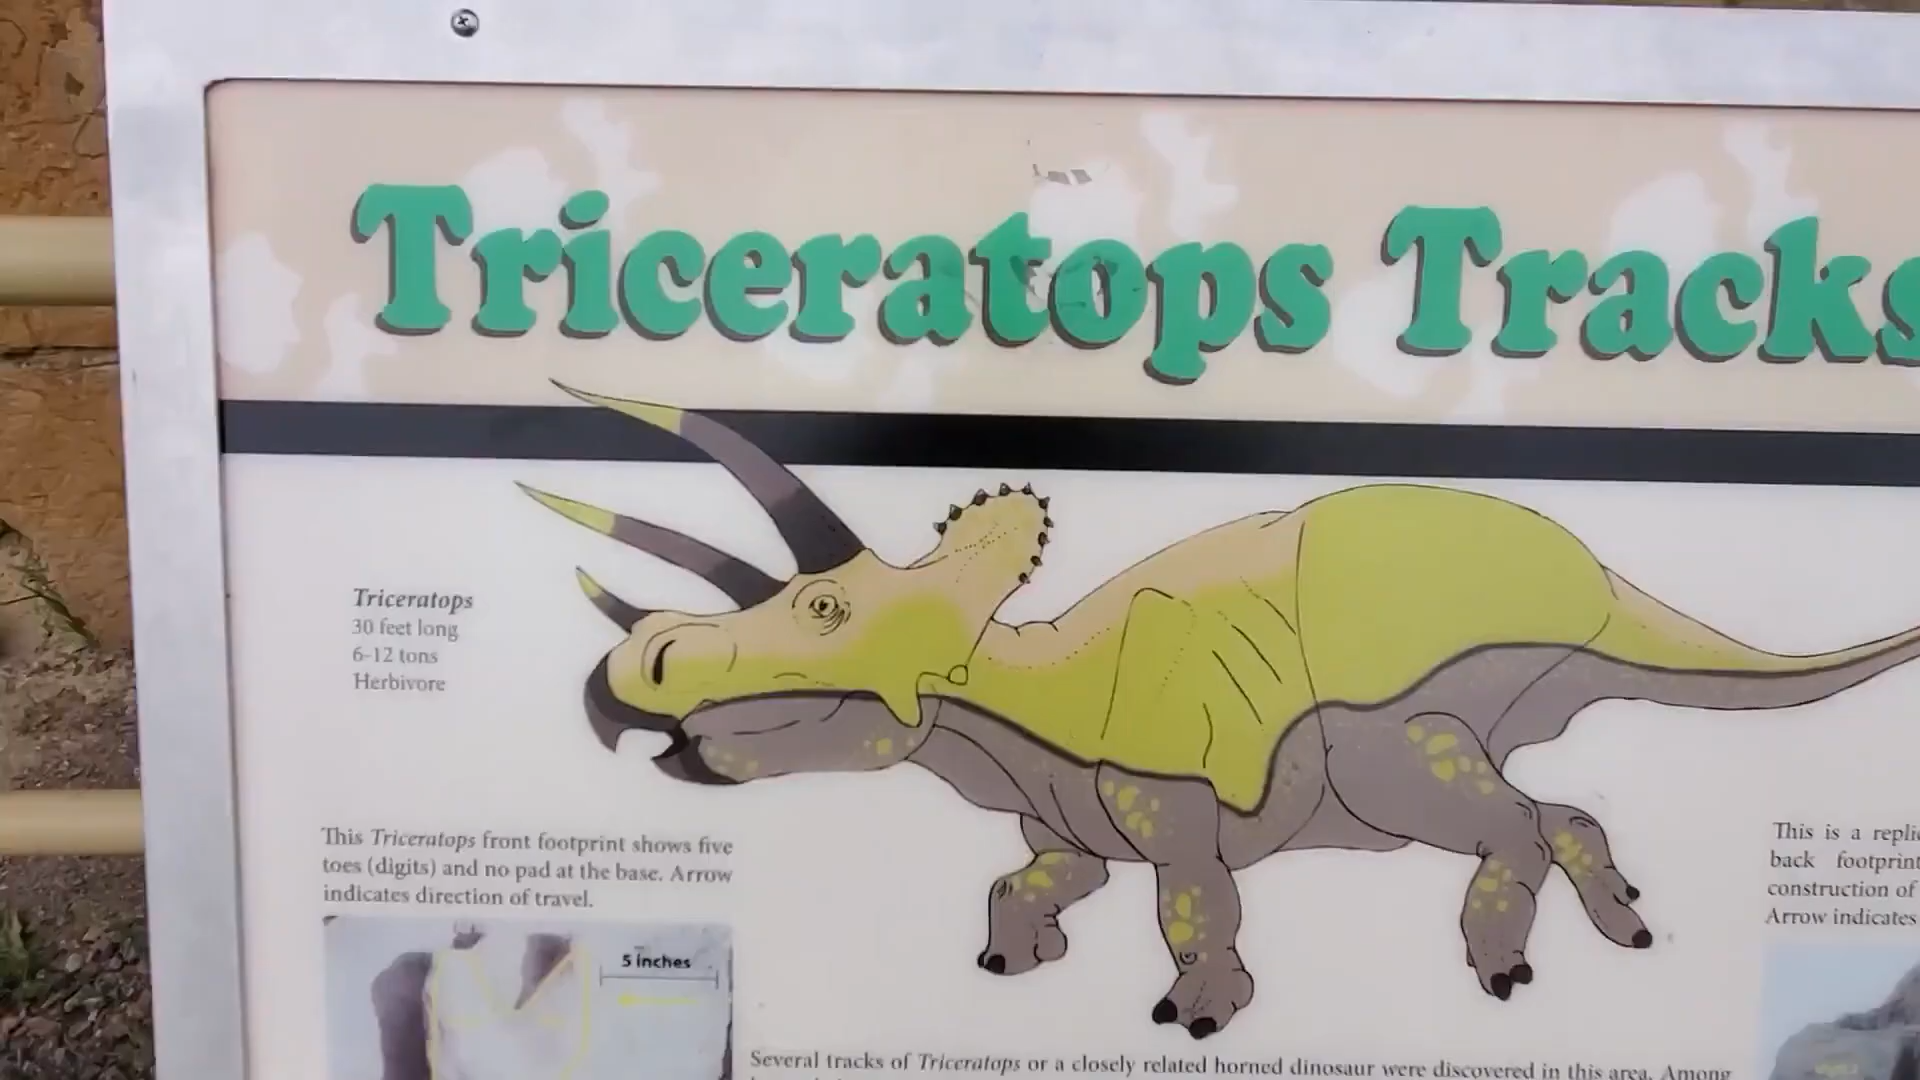 Triceratops Tracks
Triceratops
30 feet long
6-12 tons
Herbivore
This Triceratops front footprint shows five
toes (digits) and no pad at the base. Arrow
indicates direction of travel.
5 inches
This is a
back footprint
construction of
Arrow indicates
Several tracks of Triceratops or a closely related horned dinosaur were discovered in this area. Among